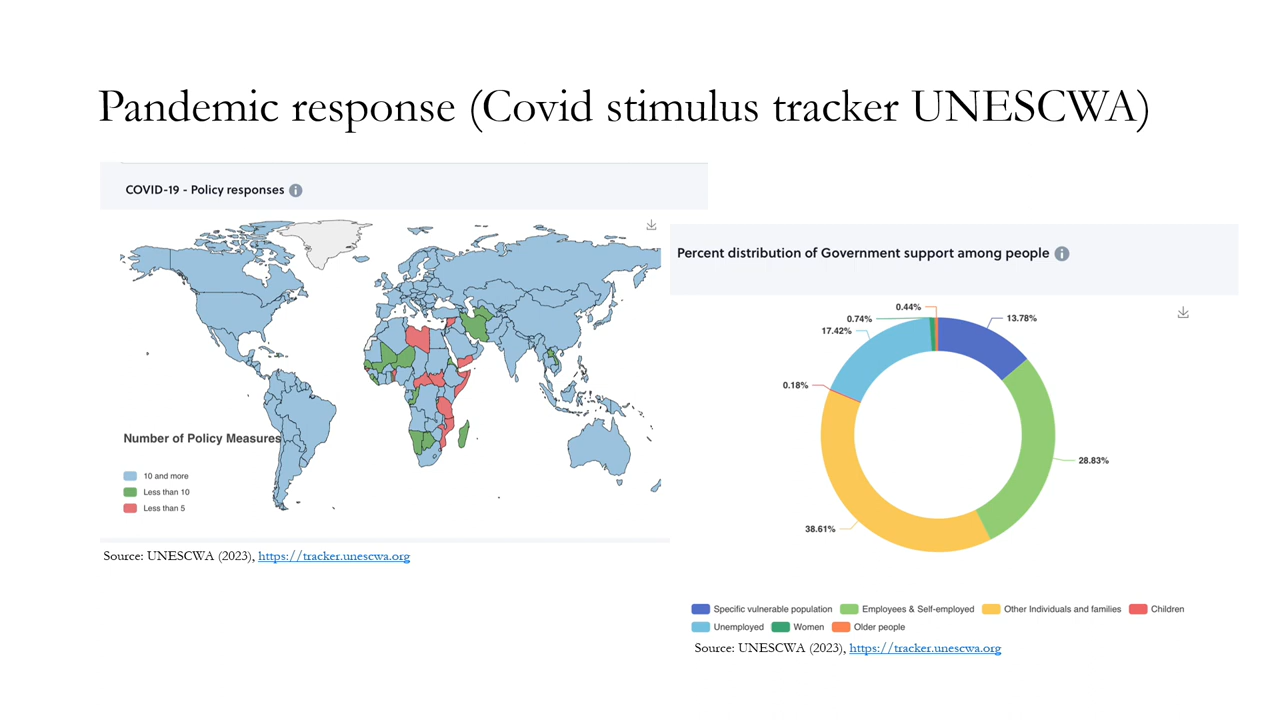 Pandemic response (Covid stimulus tracker UNESCWA)
COVID-19 - Policy responses
Number of Policy Measures
10 and more
Less than 10
Less than 5
Source: UNESCWA (2023), https://tracker.unescwa.org
Percent distribution of Government support among people
0.44%
0.74%
13.78%
17.42%
0.18%
28.83%
38.61%
Specific vulnerable population Employees & Self-employed Other Individuals and families Children
Unemployed Women Older people
Source: UNESCWA (2023), https://tracker.unescwa.org